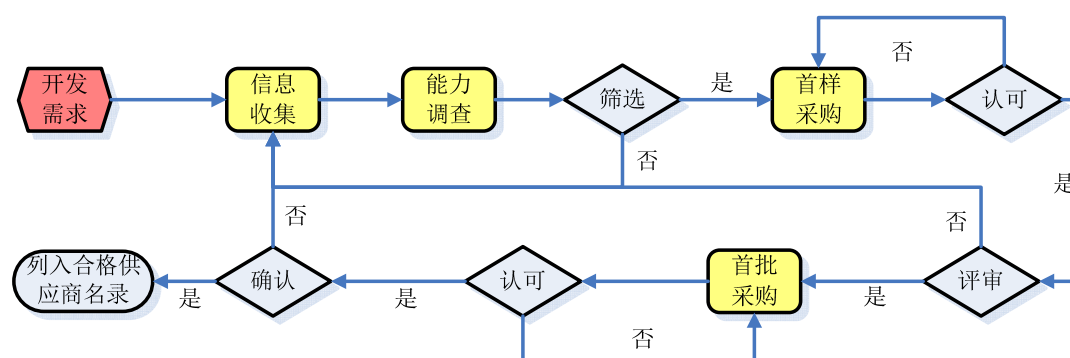 开发
需求
信息
收集
能力
调查
筛选
是
首样
采购
否
认可
否
是
否
否
列入合格供
应商名录
是
确认
是
认可
首批
采购
是
评审
否